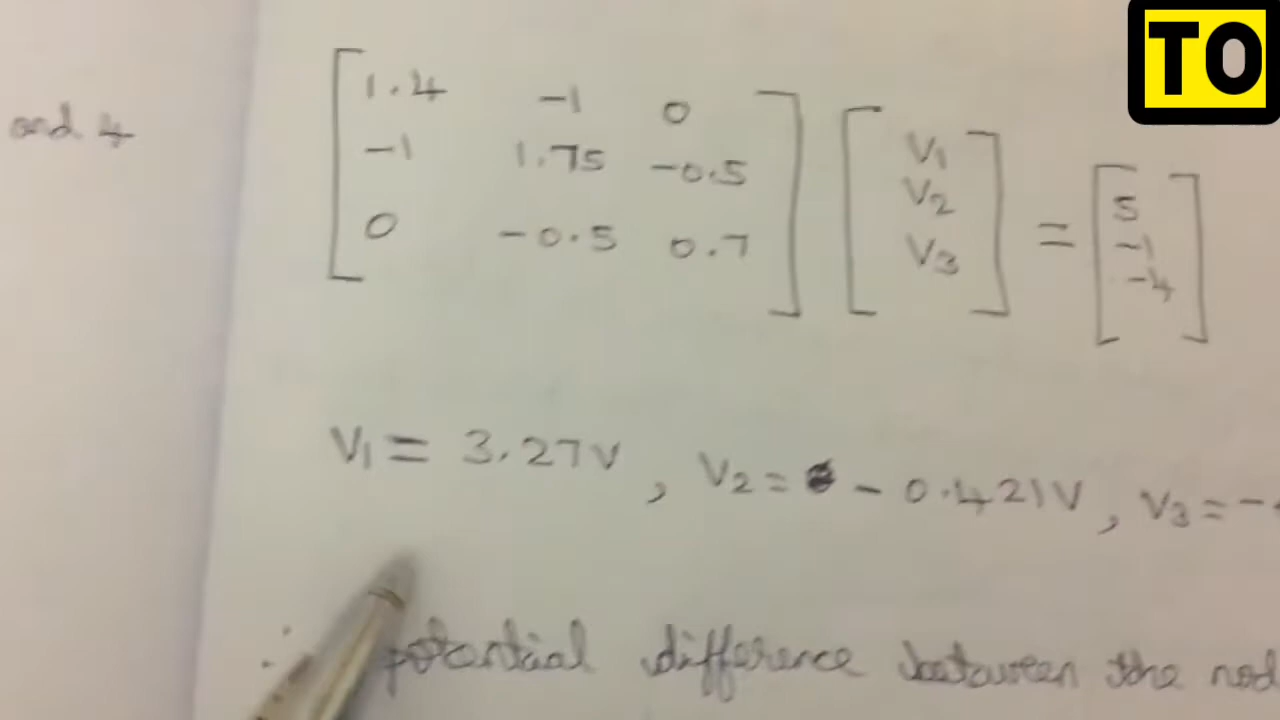 TO
and 4
1.4 -1 0
-1 1.75 -0.5
0 -0.5 0.7
V1
V2
V3
=
5
-1
-4
V1 = 3.27V, V2 = -0.421V, V3 = -
∴ potential difference between the nod